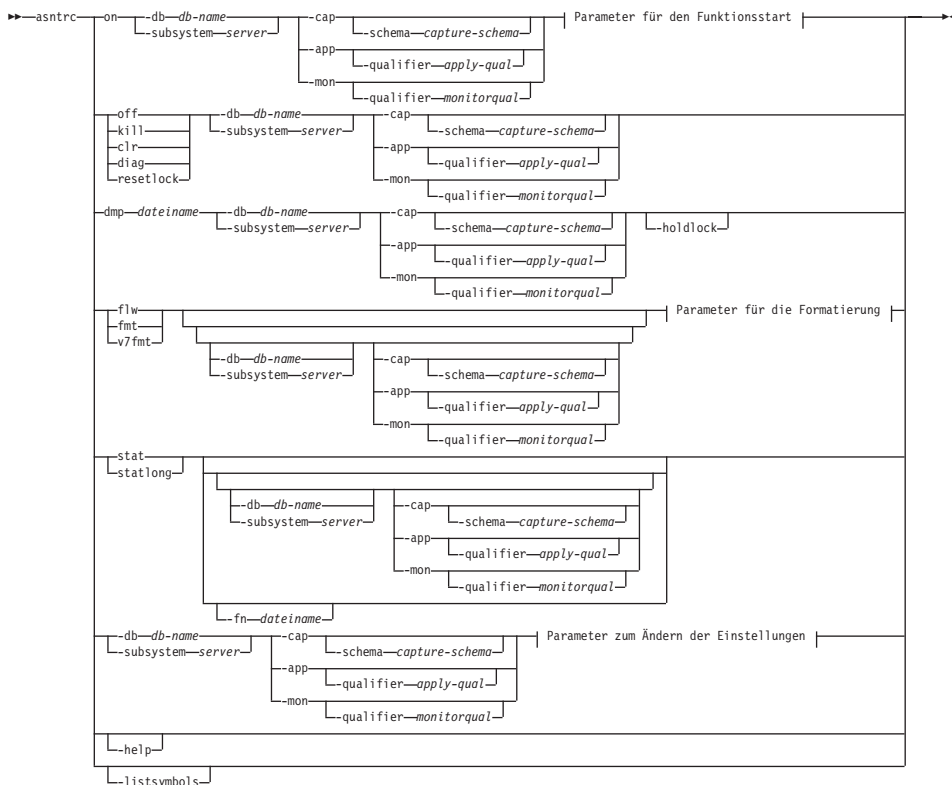 asntrc on -db db-name -cap Parameter für den Funktionsstart
-subsystem server -schema capture-schema
-app
-qualifier apply-qual
-mon
-qualifier monitorqual
off -db db-name -cap
kill -subsystem server -schema capture-schema
clr -app
diag -qualifier apply-qual
resetlock -mon
-qualifier monitorqual
dmp dateiname -db db-name -cap
-subsystem server -schema capture-schema -holdlock
-app
-qualifier apply-qual
-mon
-qualifier monitorqual
flw Parameter für die Formatierung
fmt
v7fmt
-db db-name -cap
-subsystem server -schema capture-schema
-app
-qualifier apply-qual
-mon
-qualifier monitorqual
stat
statlong
-db db-name -cap
-subsystem server -schema capture-schema
-app
-qualifier apply-qual
-mon
-qualifier monitorqual
-fn dateiname
-db db-name -cap Parameter zum Ändern der Einstellungen
-subsystem server -schema capture-schema
-app
-qualifier apply-qual
-mon
-qualifier monitorqual
-help
-listsymbols